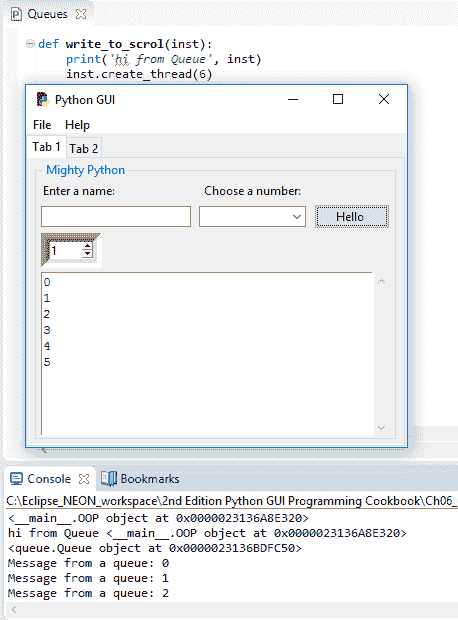 Queues
def write_to_scrol(inst):
print('hi from Queue', inst)
inst.create_thread(6)
Python GUI
File Help
Tab 1 Tab 2
Mighty Python
Enter a name: Choose a number:
Hello
1
0
1
2
3
4
5
Console Bookmarks
C:\Eclipse_NEON_workspace\2nd Edition Python GUI Programming Cookbook\Ch06_
<__main__.OOP object at 0x0000023136A8E320>
hi from Queue <__main__.OOP object at 0x0000023136A8E320>
<queue.Queue object at 0x0000023136BDFC50>
Message from a queue: 0
Message from a queue: 1
Message from a queue: 2